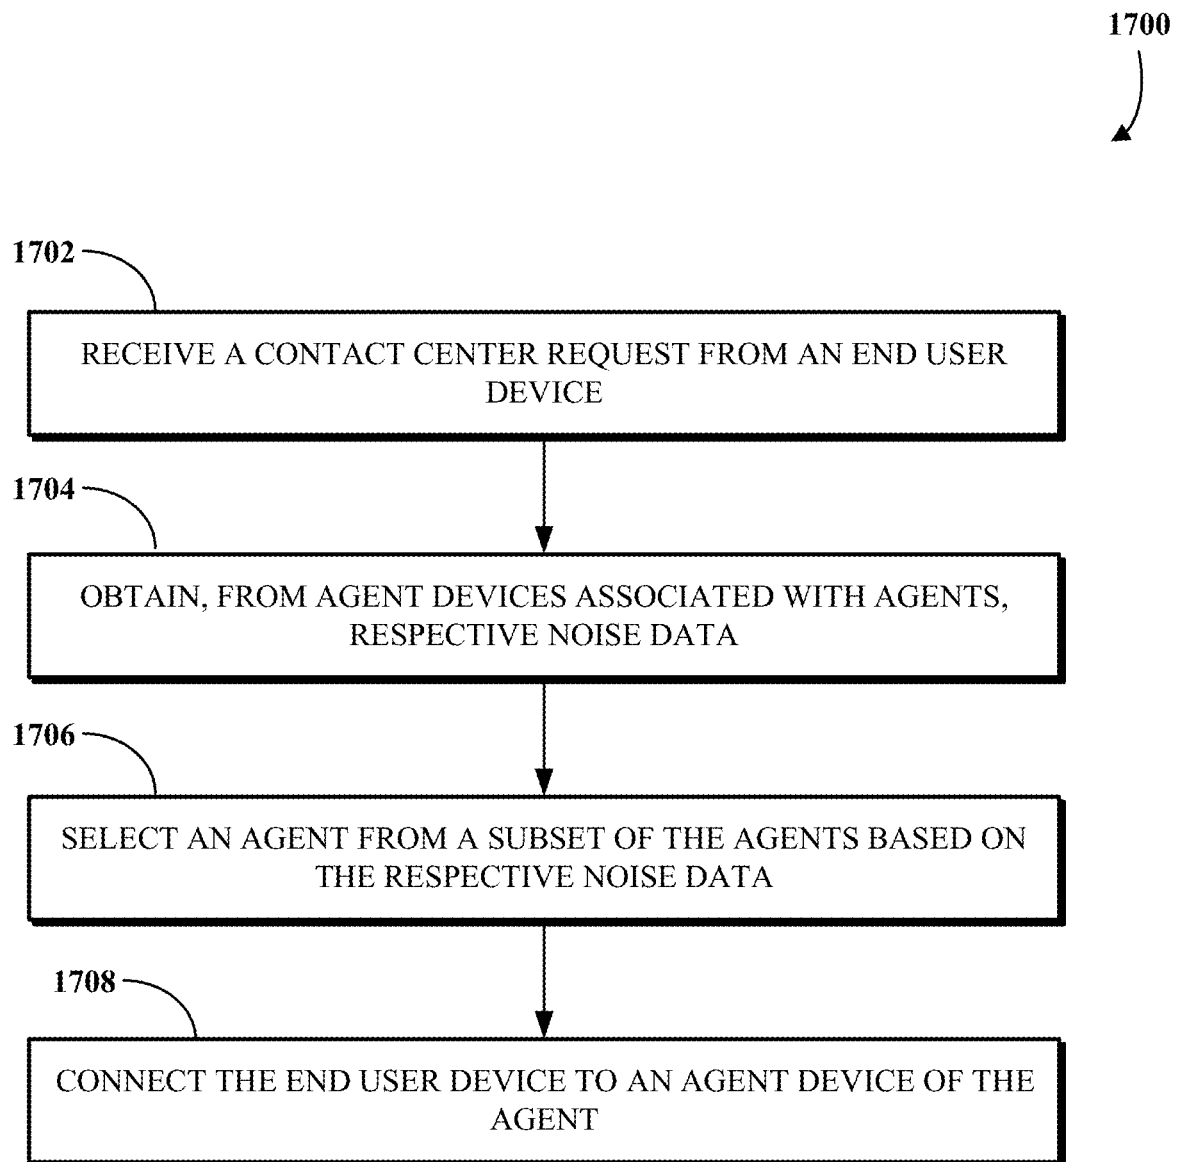 1700
1702
RECEIVE A CONTACT CENTER REQUEST FROM AN END USER
DEVICE
1704
OBTAIN, FROM AGENT DEVICES ASSOCIATED WITH AGENTS,
RESPECTIVE NOISE DATA
1706
SELECT AN AGENT FROM A SUBSET OF THE AGENTS BASED ON
THE RESPECTIVE NOISE DATA
1708
CONNECT THE END USER DEVICE TO AN AGENT DEVICE OF THE
AGENT